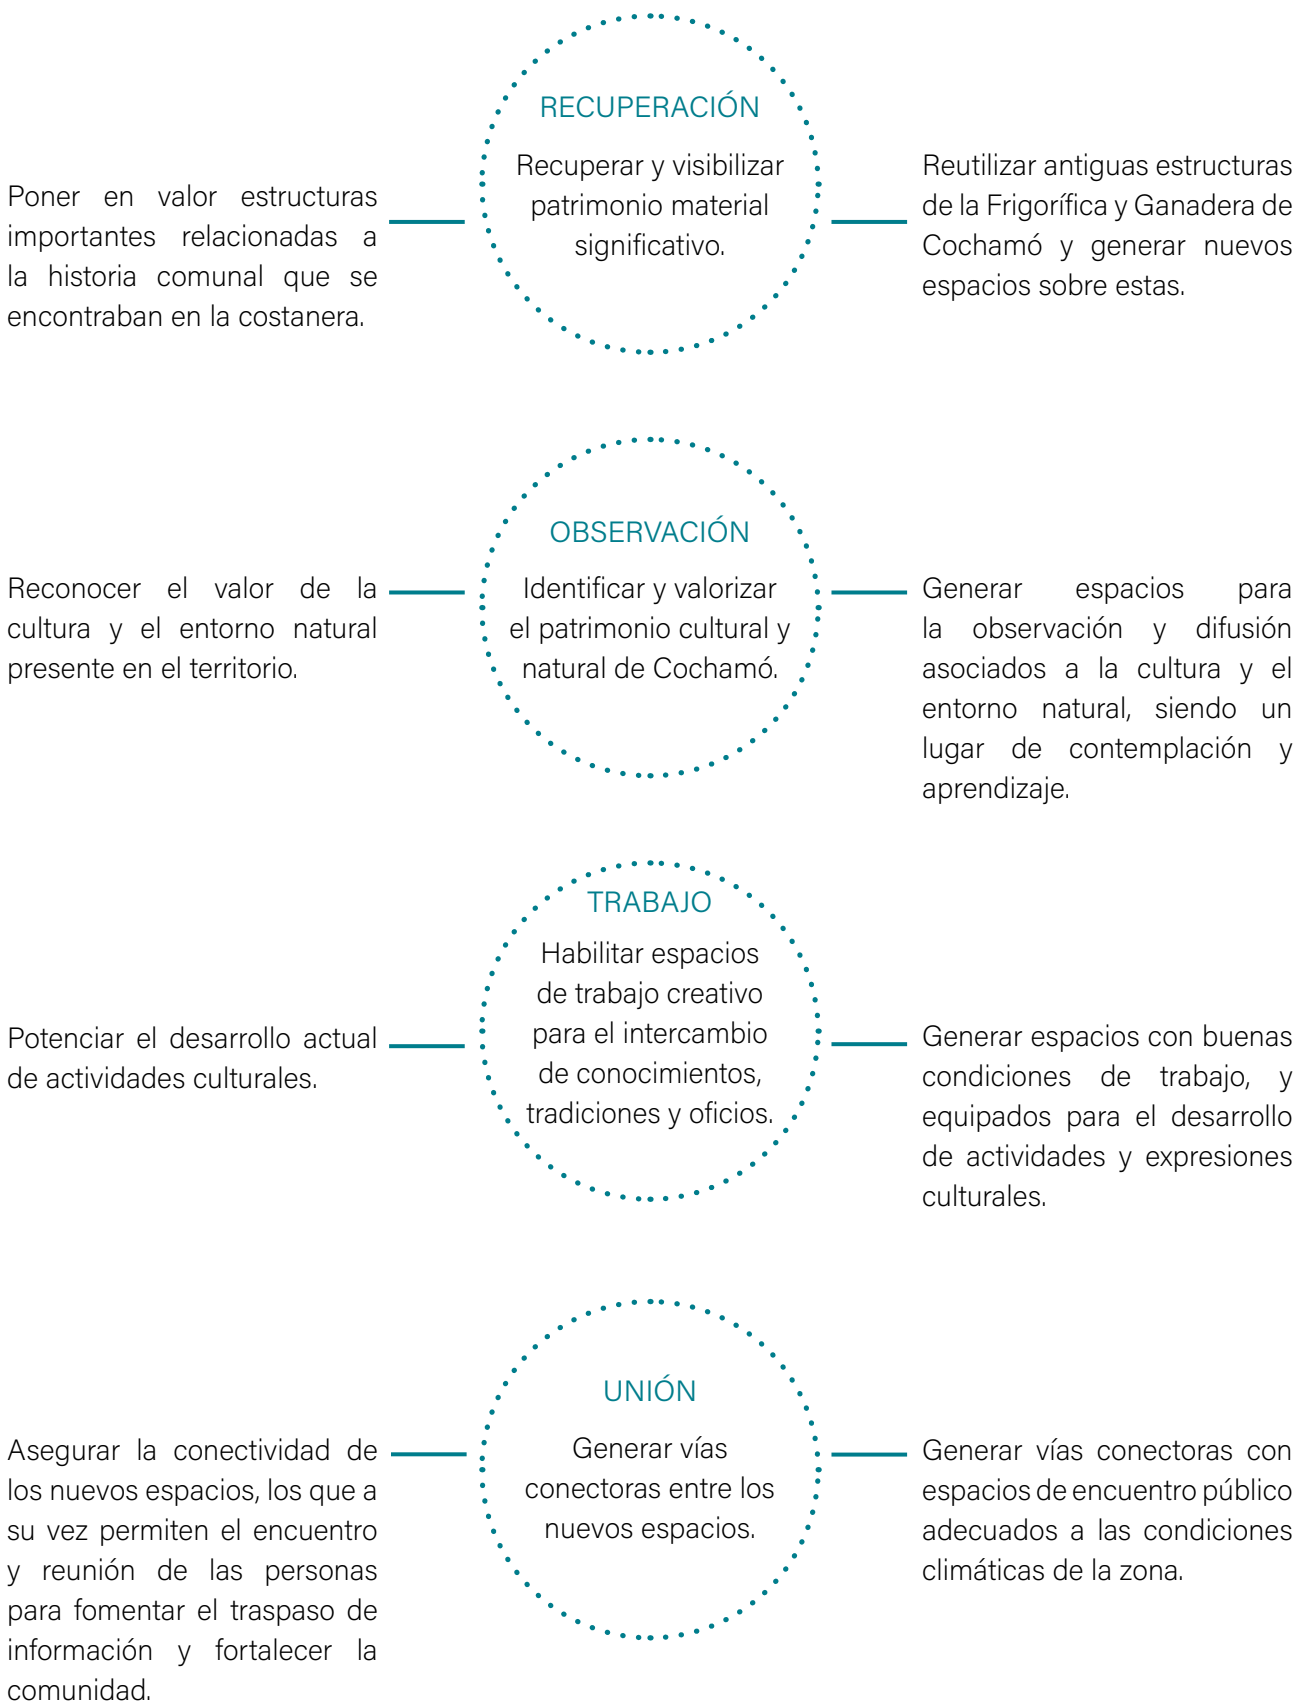 RECUPERACIÓN
Recuperar y visibilizar
patrimonio material
significativo.
Poner en valor estructuras
importantes relacionadas a
la historia comunal que se
encontraban en la costanera.
Reutilizar antiguas estructuras
de la Frigorífica y Ganadera de
Cochamó y generar nuevos
espacios sobre estas.
OBSERVACIÓN
Identificar y valorizar
el patrimonio cultural y
natural de Cochamó.
Reconocer el valor de la
cultura y el entorno natural
presente en el territorio.
Generar espacios para
la observación y difusión
asociados a la cultura y el
entorno natural, siendo un
lugar de contemplación y
aprendizaje.
TRABAJO
Habilitar espacios
de trabajo creativo
para el intercambio
de conocimientos,
tradiciones y oficios.
Potenciar el desarrollo actual
de actividades culturales.
Generar espacios con buenas
condiciones de trabajo, y
equipados para el desarrollo
de actividades y expresiones
culturales.
UNIÓN
Generar vías
conectoras entre los
nuevos espacios.
Asegurar la conectividad de
los nuevos espacios, los que a
su vez permiten el encuentro
y reunión de las personas
para fomentar el traspaso de
información y fortalecer la
comunidad.
Generar vías conectoras con
espacios de encuentro público
adecuados a las condiciones
climáticas de la zona.